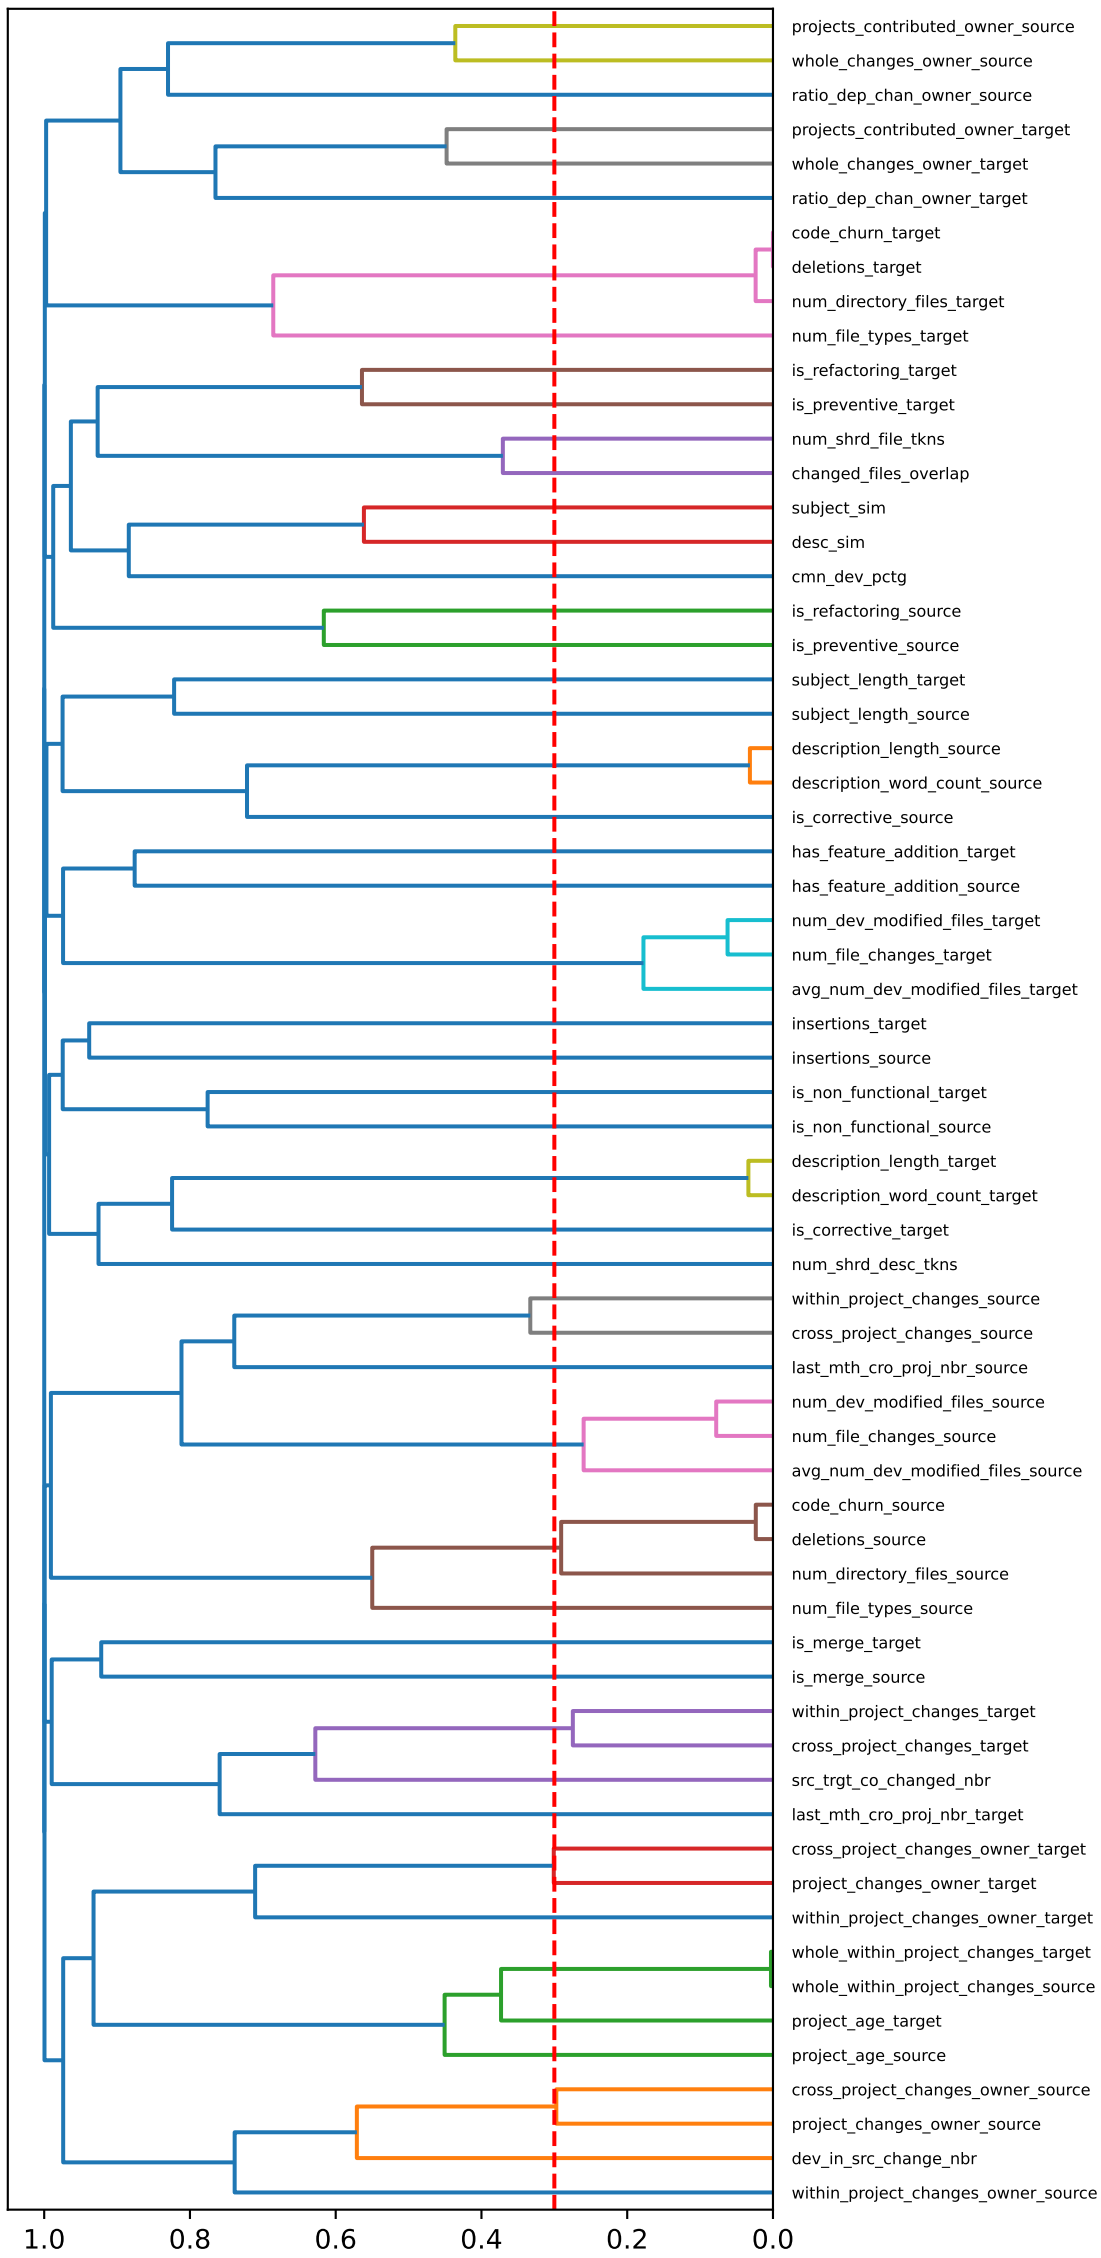 projects_contributed_owner_source
whole_changes_owner_source
ratio_dep_chan_owner_source
projects_contributed_owner_target
whole_changes_owner_target
ratio_dep_chan_owner_target
code_churn_target
deletions_target
num_directory_files_target
num_file_types_target
is_refactoring_target
is_preventive_target
num_shrd_file_tkns
changed_files_overlap
subject_sim
desc_sim
cmn_dev_pctg
is_refactoring_source
is_preventive_source
subject_length_target
subject_length_source
description_length_source
description_word_count_source
is_corrective_source
has_feature_addition_target
has_feature_addition_source
num_dev_modified_files_target
num_file_changes_target
avg_num_dev_modified_files_target
insertions_target
insertions_source
is_non_functional_target
is_non_functional_source
description_length_target
description_word_count_target
is_corrective_target
num_shrd_desc_tkns
within_project_changes_source
cross_project_changes_source
last_mth_cro_proj_nbr_source
num_dev_modified_files_source
num_file_changes_source
avg_num_dev_modified_files_source
code_churn_source
deletions_source
num_directory_files_source
num_file_types_source
is_merge_target
is_merge_source
within_project_changes_target
cross_project_changes_target
src_trgt_co_changed_nbr
last_mth_cro_proj_nbr_target
cross_project_changes_owner_target
project_changes_owner_target
within_project_changes_owner_target
whole_within_project_changes_target
whole_within_project_changes_source
project_age_target
project_age_source
cross_project_changes_owner_source
project_changes_owner_source
dev_in_src_change_nbr
within_project_changes_owner_source
1.0 0.8 0.6 0.4 0.2 0.0